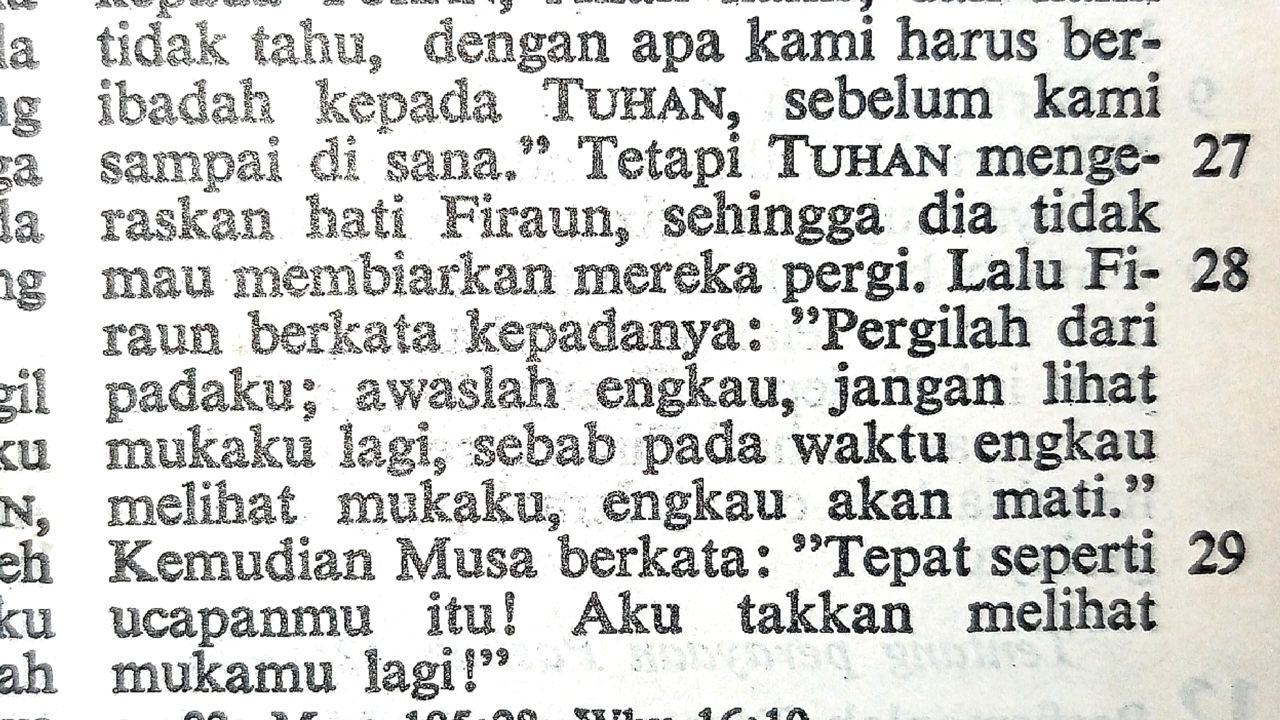 tidak tahu, dengan apa kami harus ber-
ibadah kepada TUHAN, sebelum kami
sampai di sana.” Tetapi TUHAN menge- 27
raskan hati Firaun, sehingga dia tidak
mau membiarkan mereka pergi. Lalu Fi- 28
raun berkata kepadanya: ”Pergilah dari
padaku; awaslah engkau, jangan lihat
mukaku lagi, sebab pada waktu engkau
melihat mukaku, engkau akan mati.”
Kemudian Musa berkata: ”Tepat seperti 29
ucapanmu itu! Aku takkan melihat
mukamu lagi!”